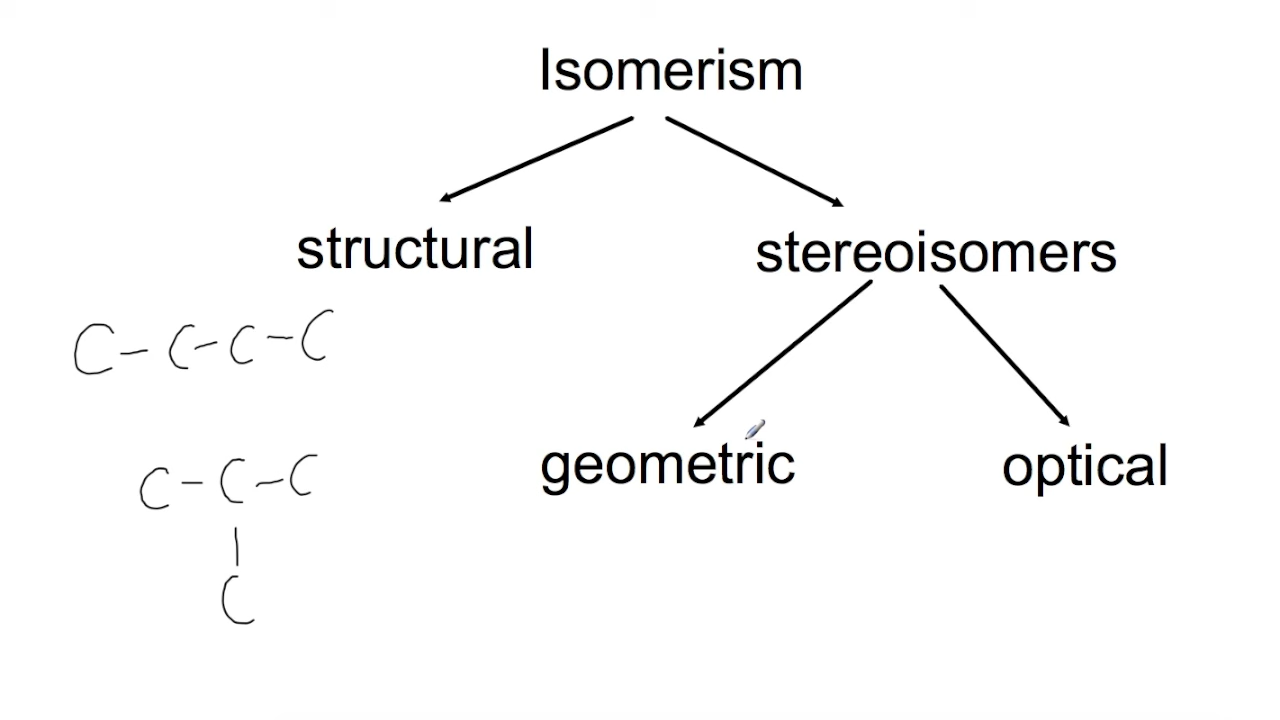 Isomerism
structural stereoisomers
C - C - C - C
geometric optical
C - C - C
|
C